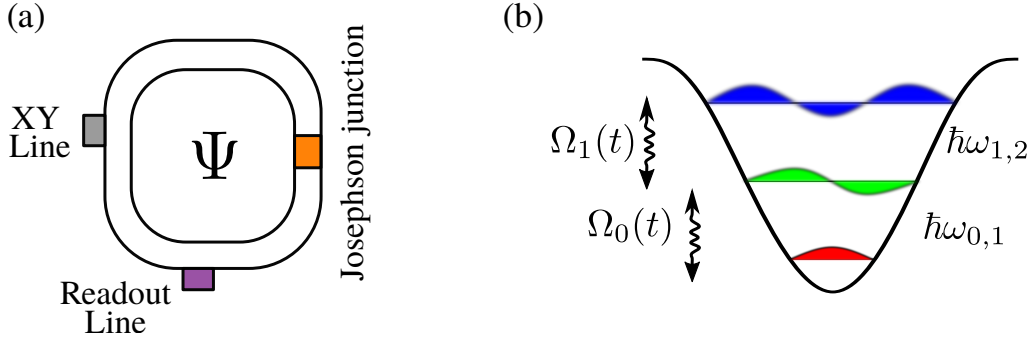 (a)
XY
Line
Ψ
Josephson junction
Readout
Line
(b)
Ω₁(t)
ℏω₁,₂
Ω₀(t)
ℏω₀,₁